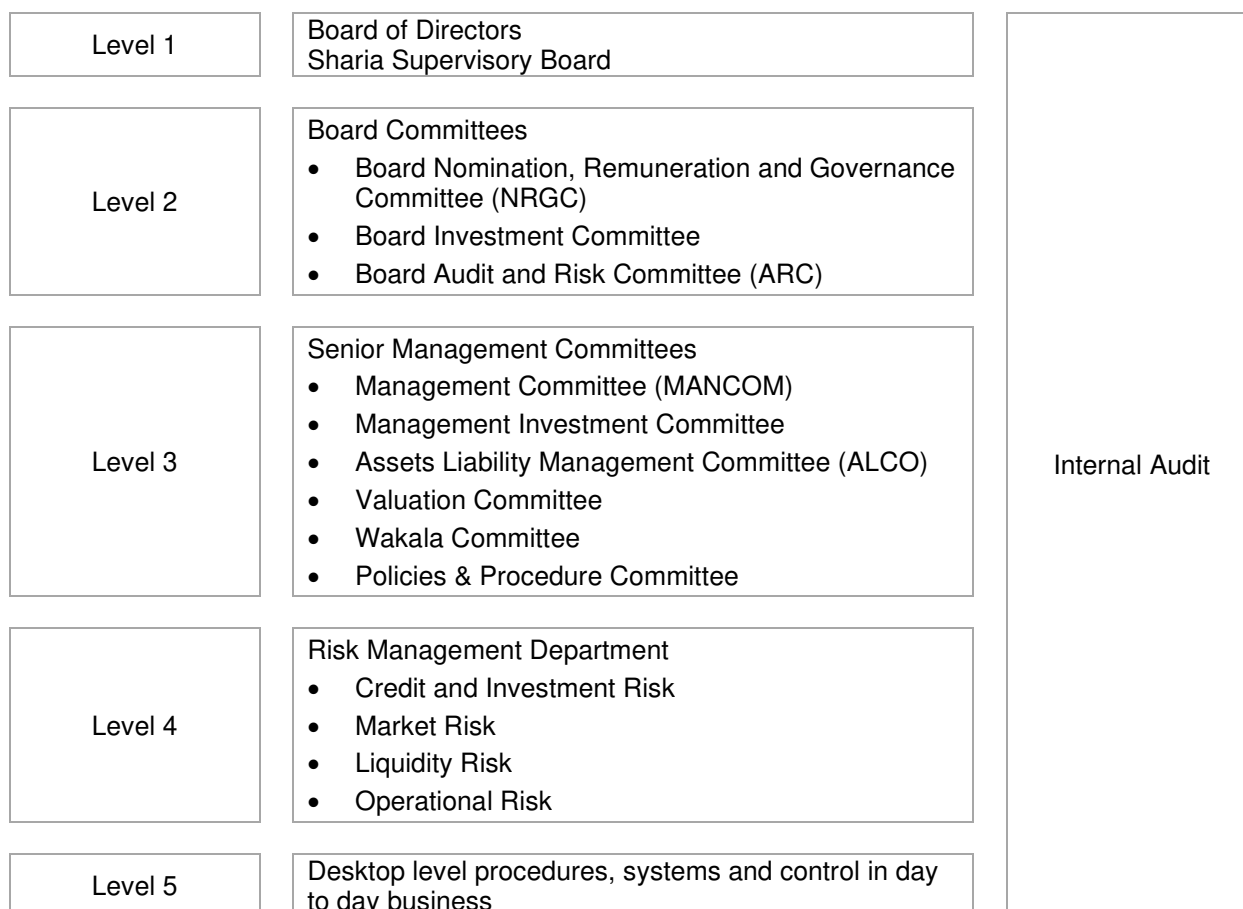 Level 1
Board of Directors
Sharia Supervisory Board
Level 2
Board Committees
• Board Nomination, Remuneration and Governance
Committee (NRGC)
• Board Investment Committee
• Board Audit and Risk Committee (ARC)
Level 3
Senior Management Committees
• Management Committee (MANCOM)
• Management Investment Committee
• Assets Liability Management Committee (ALCO)
• Valuation Committee
• Wakala Committee
• Policies & Procedure Committee
Level 4
Risk Management Department
• Credit and Investment Risk
• Market Risk
• Liquidity Risk
• Operational Risk
Level 5
Desktop level procedures, systems and control in day
to day business
Internal Audit